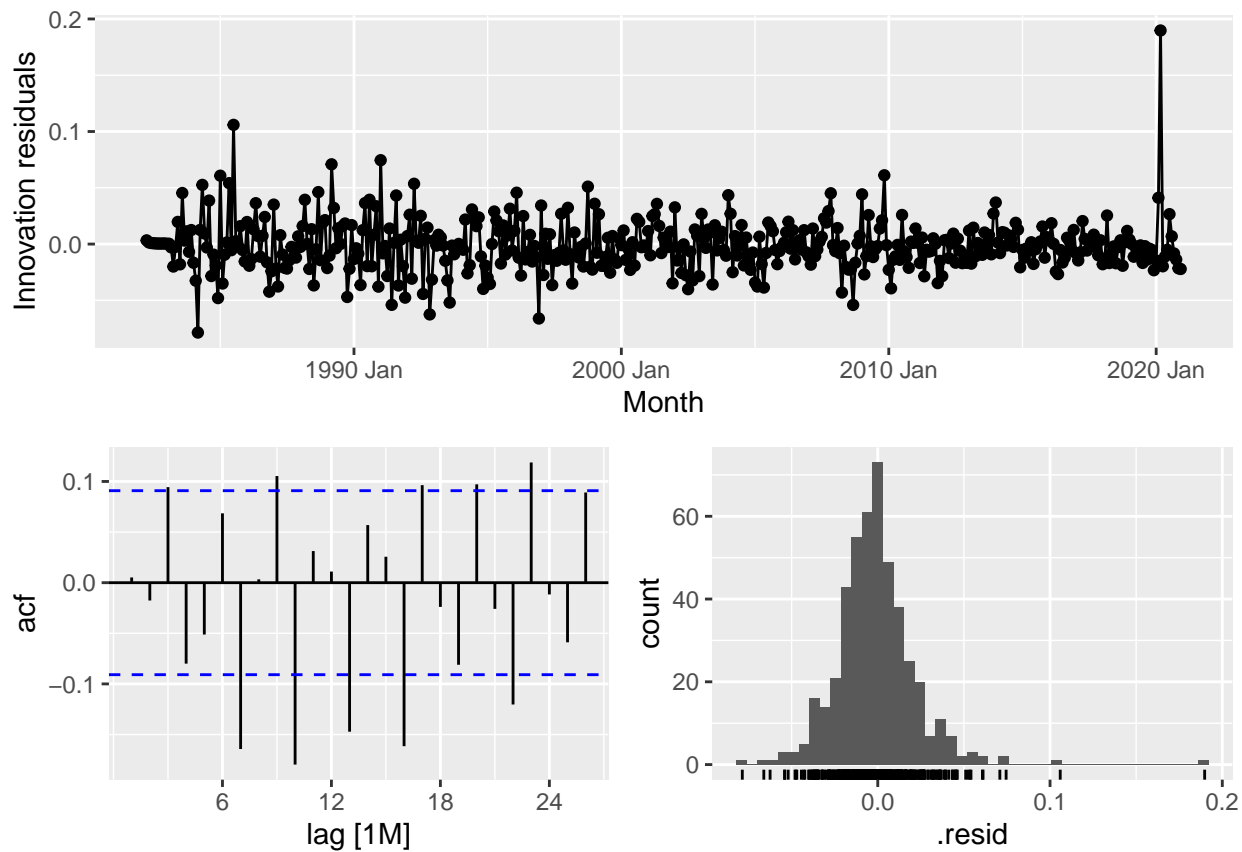 0.2
0.1
0.0
Innovation residuals
1990 Jan 2000 Jan 2010 Jan 2020 Jan
Month
0.1
0.0
−0.1
acf
6 12 18 24
lag [1M]
60
40
20
0
count
0.0 0.1 0.2
.resid